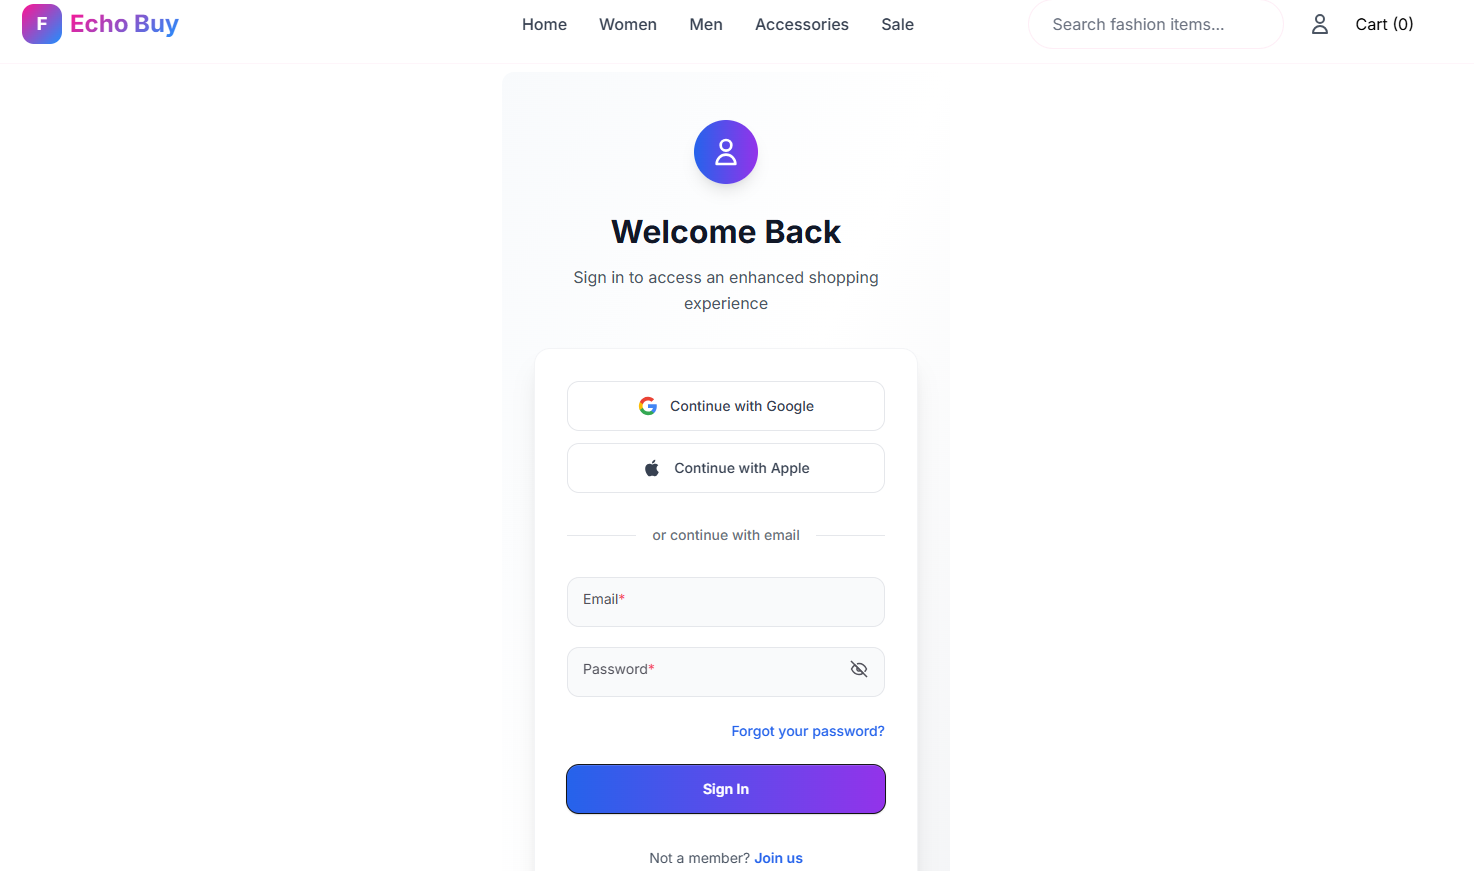 F Echo Buy Home Women Men Accessories Sale Search fashion items... Cart (0)
Welcome Back
Sign in to access an enhanced shopping
experience
Continue with Google
Continue with Apple
or continue with email
Email*
Password*
Forgot your password?
Sign In
Not a member? Join us